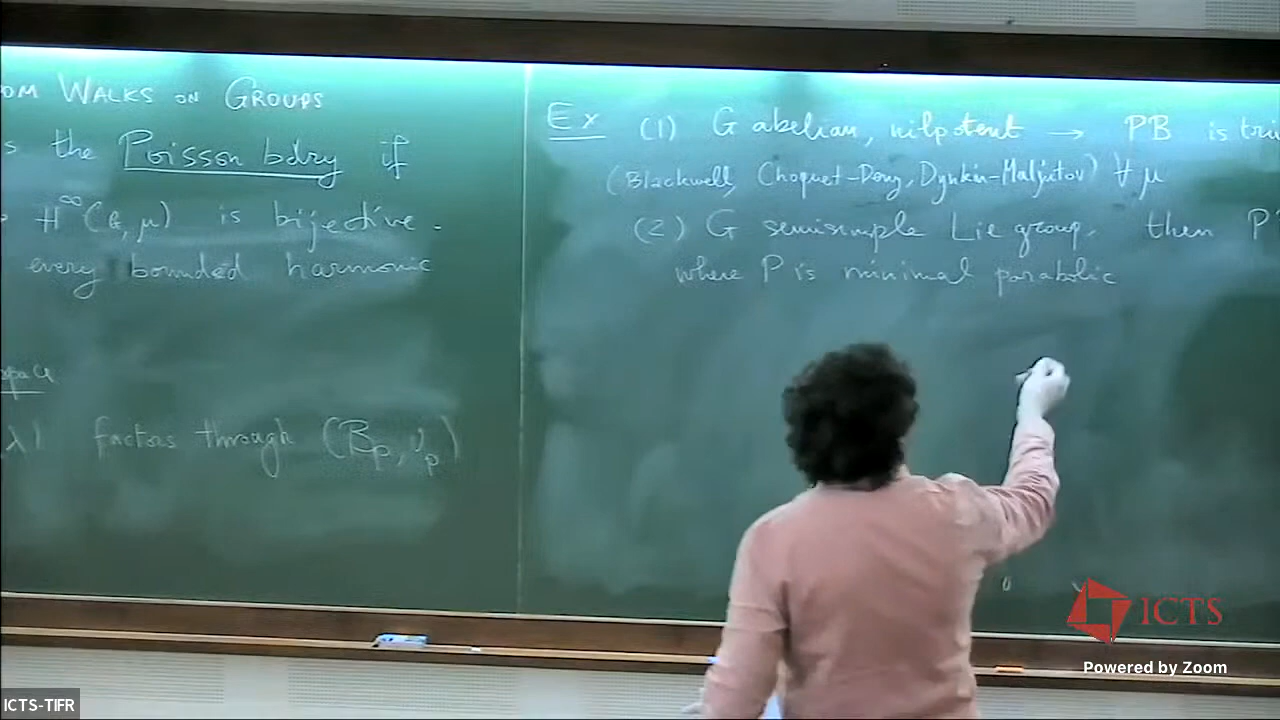 OM WALKS ON GROUPS
s the Poisson bdry if
H^∞(G, μ) is bijective.
every bounded harmonic
space
λ) factors through (B_p, ν_p)
Ex (1) G abelian, nilpotent → PB is tri
(Blackwell, Choquet-Deny, Dynkin-Maljutov) ∀ μ
(2) G semisimple Lie group, then P
where P is minimal parabolic
ICTS
Powered by Zoom
ICTS-TIFR